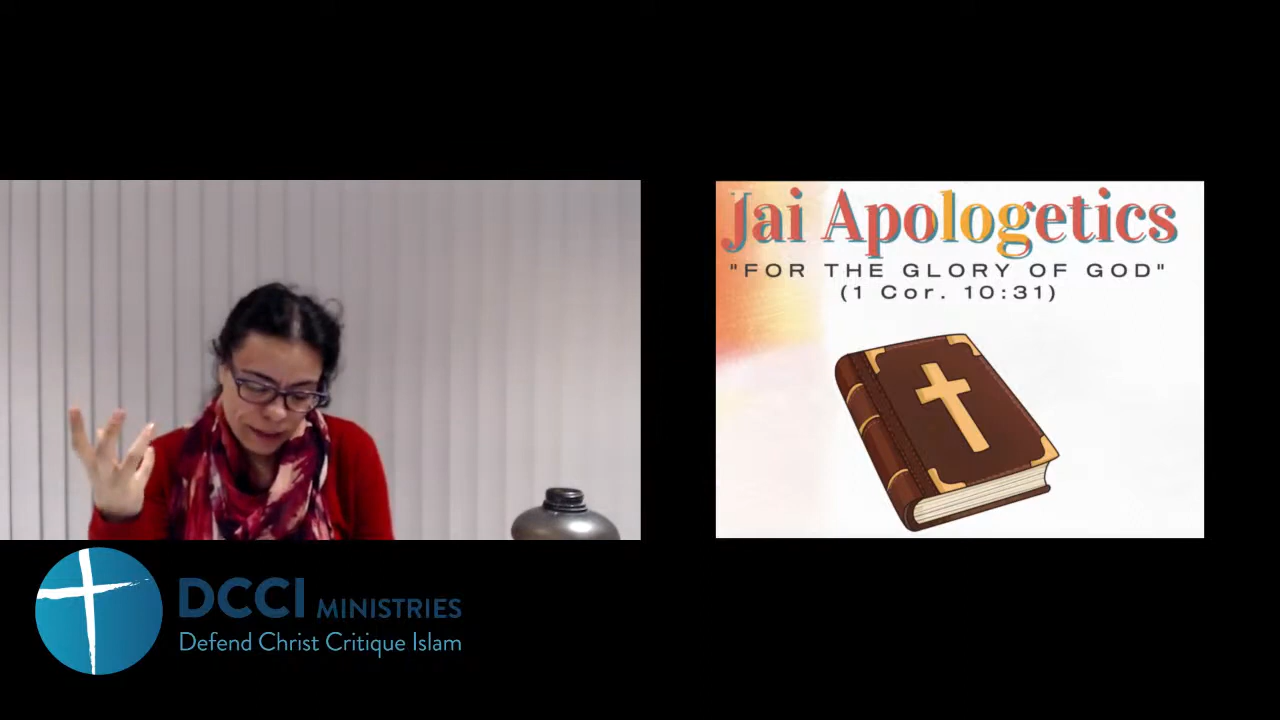 Jai Apologetics
"FOR THE GLORY OF GOD"
(1 Cor. 10:31)
DCCI MINISTRIES
Defend Christ Critique Islam